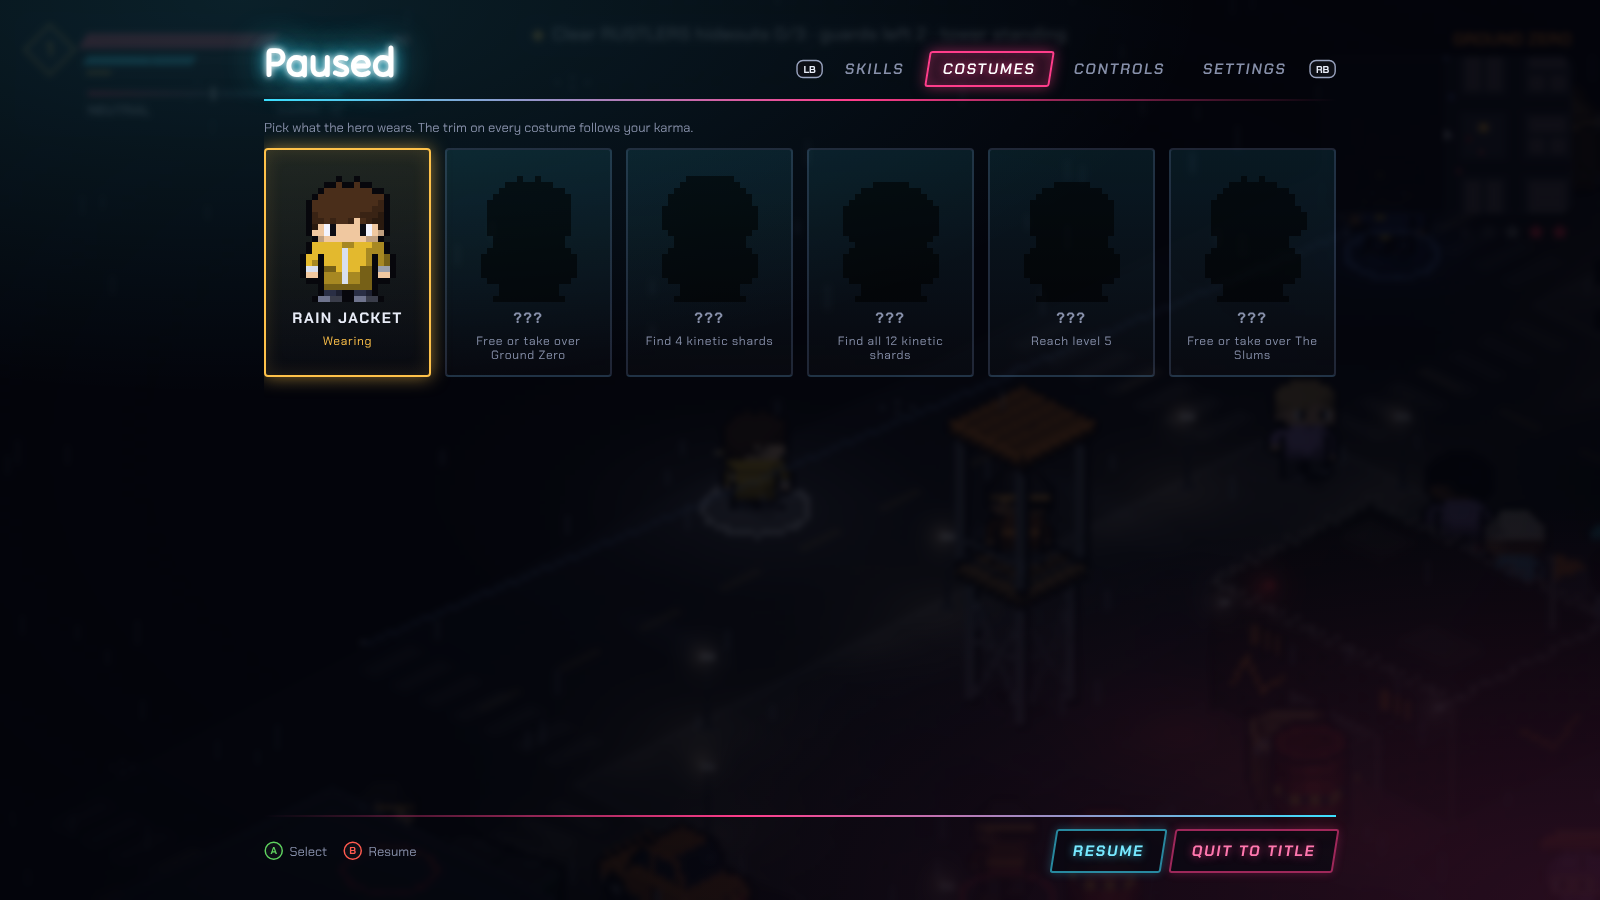 Paused
LB SKILLS COSTUMES CONTROLS SETTINGS RB
Pick what the hero wears. The trim on every costume follows your karma.
RAIN JACKET
Wearing
???
Free or take over
Ground Zero
???
Find 4 kinetic shards
???
Find all 12 kinetic
shards
???
Reach level 5
???
Free or take over The
Slums
A Select B Resume
RESUME QUIT TO TITLE